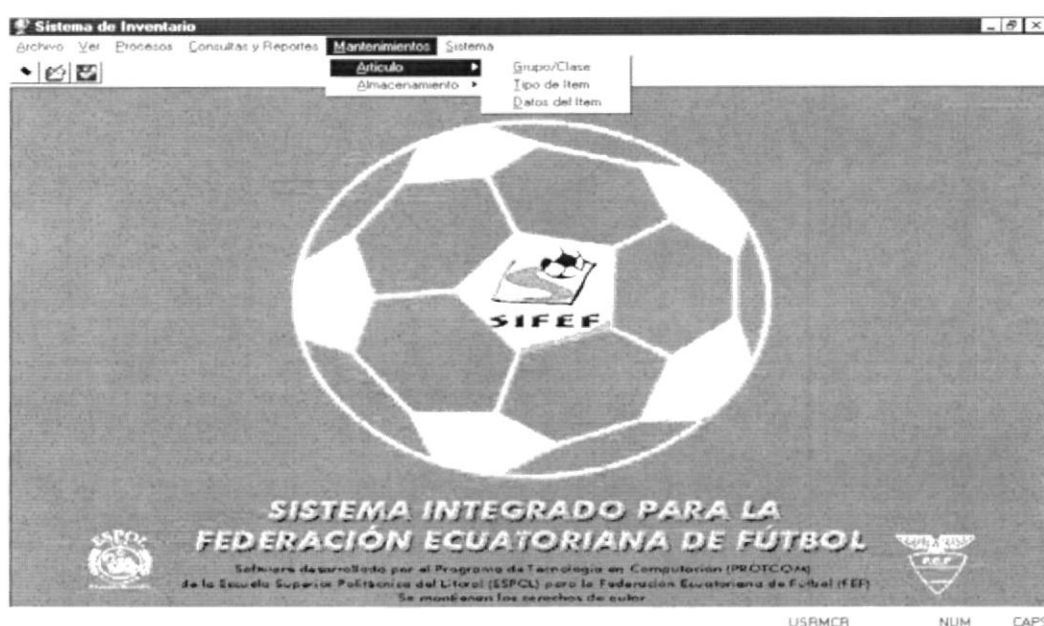 Sistema de Inventario
Archivo Ver Procesos Consultas y Reportes Mantenimientos Sistema
Artículo Grupo/Clase
Almacenamiento Tipo de Item
Datos del Item
SIFEF
SISTEMA INTEGRADO PARA LA
FEDERACIÓN ECUATORIANA DE FÚTBOL
ESPOL
F.E.F
Software desarrollado por el Programa de Tecnología en Computación (PROTCOM)
de la Escuela Superior Politécnica del Litoral (ESPOL) para la Federación Ecuatoriana de Fútbol (FEF)
Se mantienen los derechos de autor
USRMCR NUM CAPS